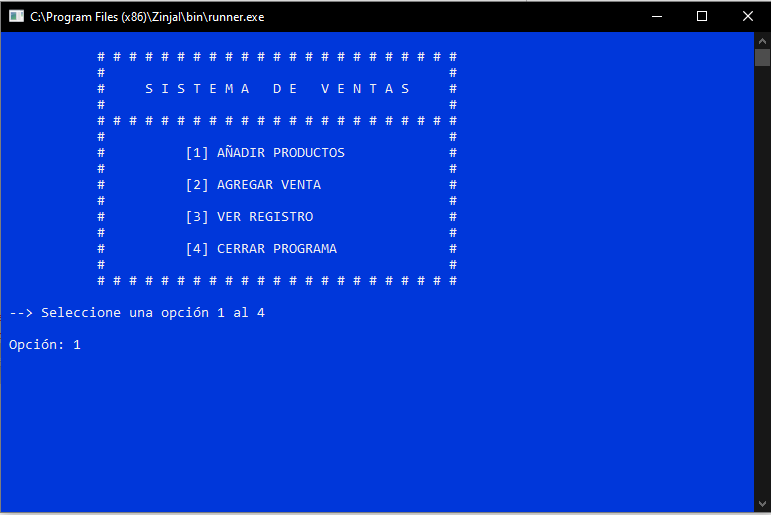 C:\Program Files (x86)\Zinjal\bin\runner.exe
# # # # # # # # # # # # # # # # # # # # # # #
# #
# S I S T E M A D E V E N T A S #
# #
# # # # # # # # # # # # # # # # # # # # # # #
# #
# [1] AÑADIR PRODUCTOS #
# #
# [2] AGREGAR VENTA #
# #
# [3] VER REGISTRO #
# #
# [4] CERRAR PROGRAMA #
# #
# # # # # # # # # # # # # # # # # # # # # # #
--> Seleccione una opción 1 al 4
Opción: 1